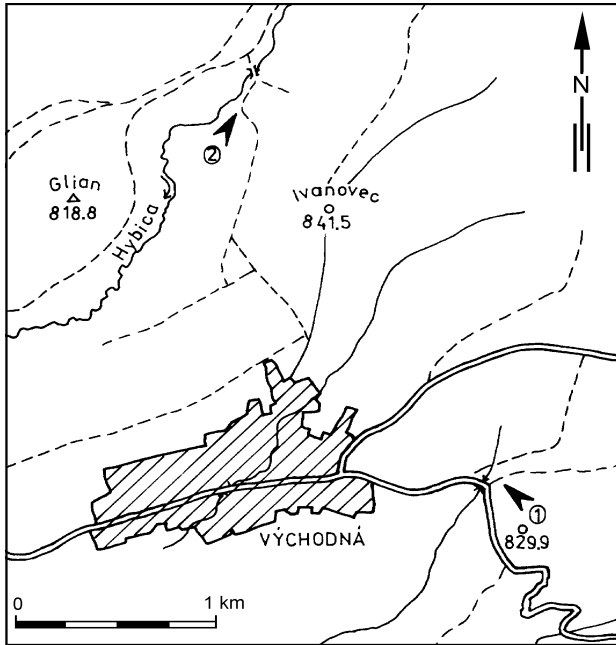 N
②
Glian
818.8
Ivanovec
841.5
Hybica
①
829.9
VÝCHODNÁ
0 1 km